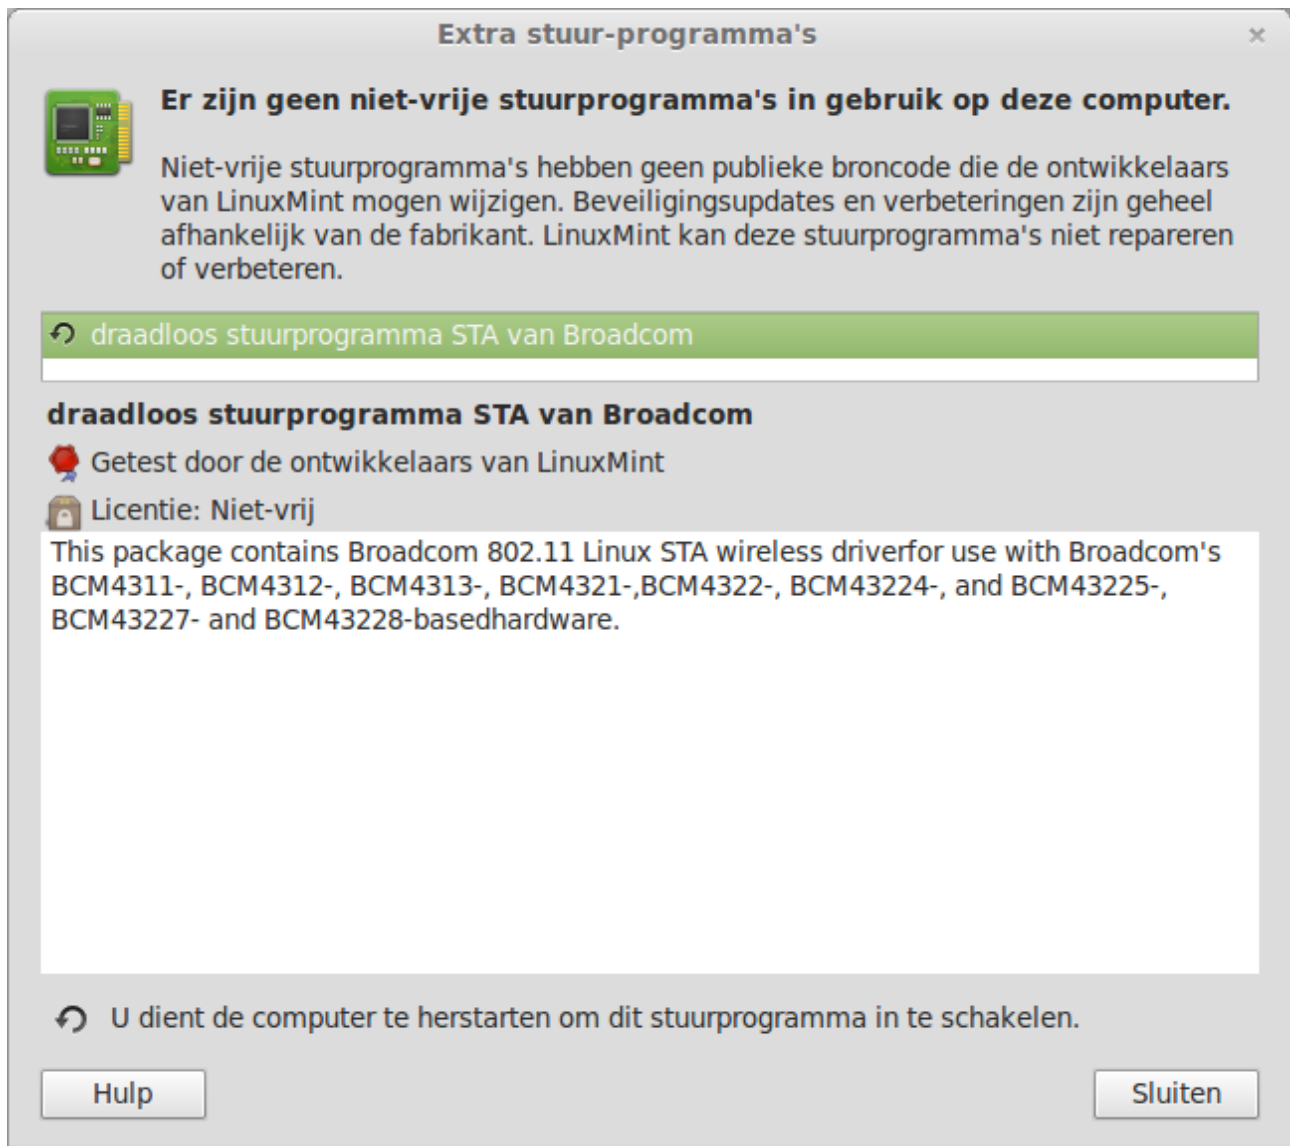 Extra stuur-programma's
Er zijn geen niet-vrije stuurprogramma's in gebruik op deze computer.
Niet-vrije stuurprogramma's hebben geen publieke broncode die de ontwikkelaars
van LinuxMint mogen wijzigen. Beveiligingsupdates en verbeteringen zijn geheel
afhankelijk van de fabrikant. LinuxMint kan deze stuurprogramma's niet repareren
of verbeteren.
draadloos stuurprogramma STA van Broadcom
draadloos stuurprogramma STA van Broadcom
Getest door de ontwikkelaars van LinuxMint
Licentie: Niet-vrij
This package contains Broadcom 802.11 Linux STA wireless driverfor use with Broadcom's
BCM4311-, BCM4312-, BCM4313-, BCM4321-,BCM4322-, BCM43224-, and BCM43225-,
BCM43227- and BCM43228-basedhardware.
U dient de computer te herstarten om dit stuurprogramma in te schakelen.
Hulp
Sluiten